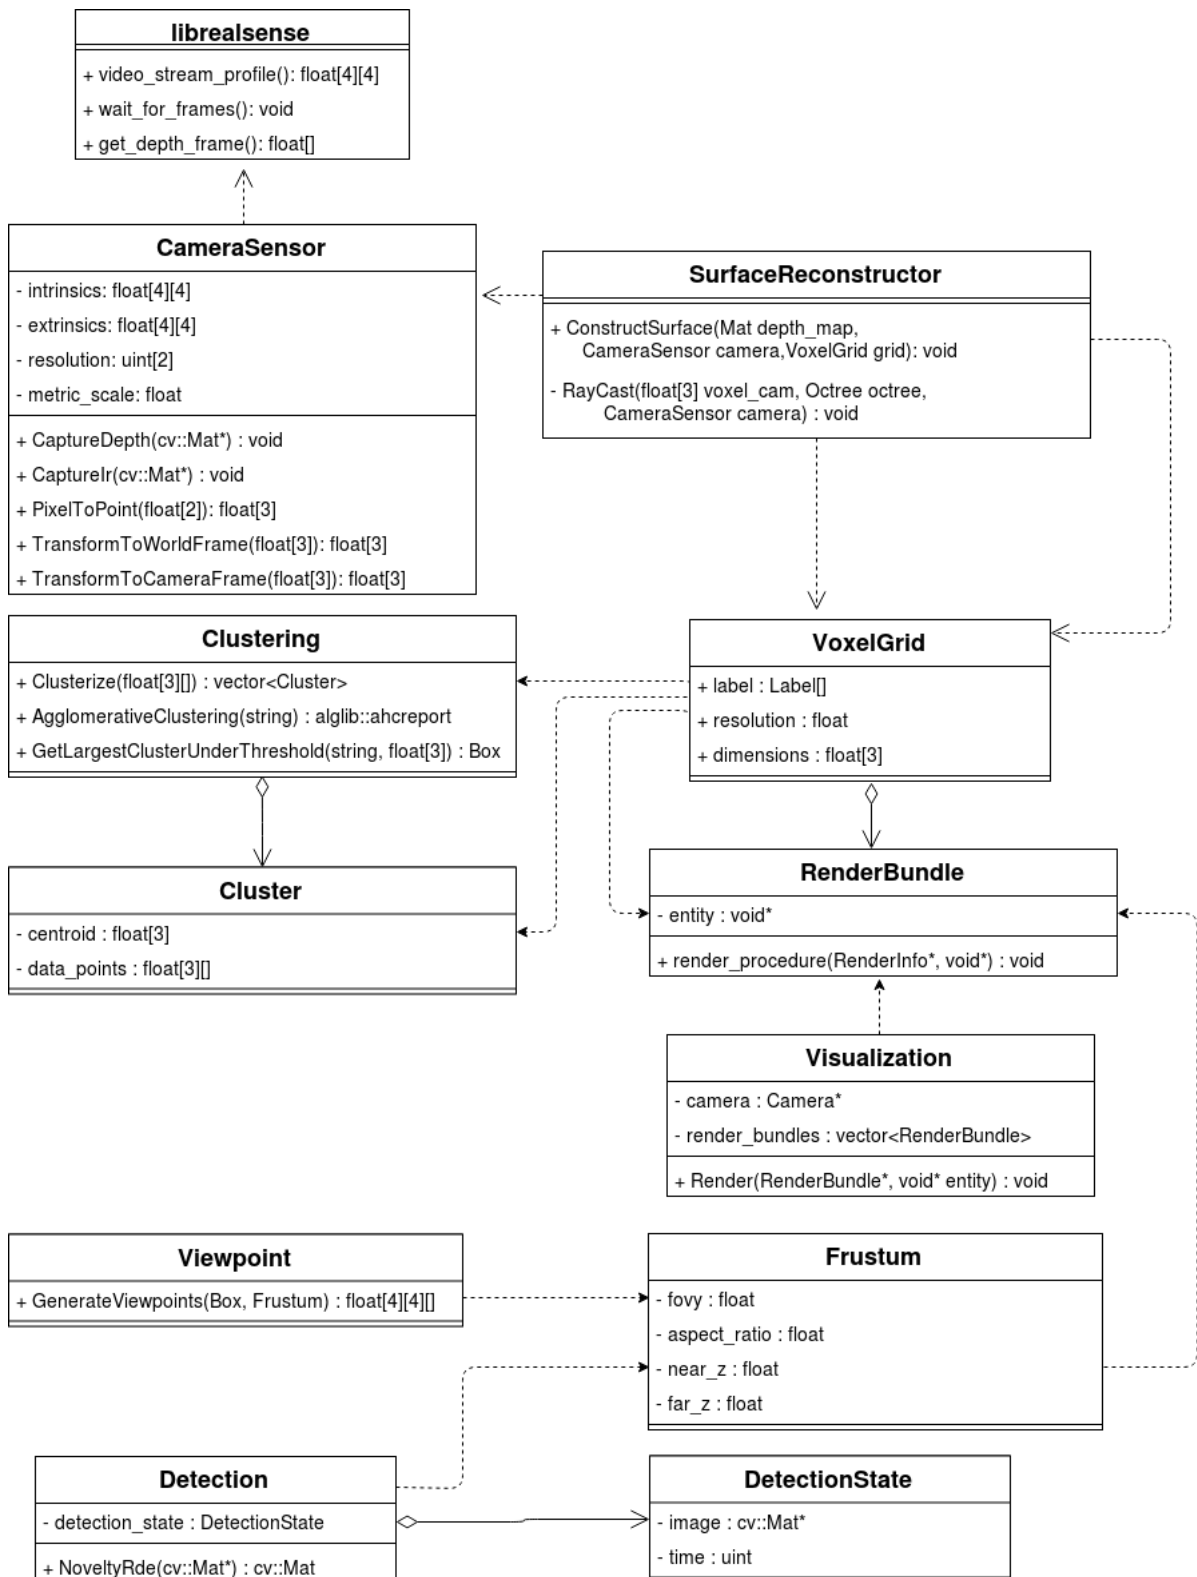 librealsense
+ video_stream_profile(): float[4][4]
+ wait_for_frames(): void
+ get_depth_frame(): float[]
CameraSensor
- intrinsics: float[4][4]
- extrinsics: float[4][4]
- resolution: uint[2]
- metric_scale: float
+ CaptureDepth(cv::Mat*) : void
+ CaptureIr(cv::Mat*) : void
+ PixelToPoint(float[2]): float[3]
+ TransformToWorldFrame(float[3]): float[3]
+ TransformToCameraFrame(float[3]): float[3]
SurfaceReconstructor
+ ConstructSurface(Mat depth_map,
CameraSensor camera,VoxelGrid grid): void
- RayCast(float[3] voxel_cam, Octree octree,
CameraSensor camera) : void
Clustering
+ Clusterize(float[3][]) : vector<Cluster>
+ AgglomerativeClustering(string) : alglib::ahcreport
+ GetLargestClusterUnderThreshold(string, float[3]) : Box
VoxelGrid
+ label : Label[]
+ resolution : float
+ dimensions : float[3]
Cluster
- centroid : float[3]
- data_points : float[3][]
RenderBundle
- entity : void*
+ render_procedure(RenderInfo*, void*) : void
Visualization
- camera : Camera*
- render_bundles : vector<RenderBundle>
+ Render(RenderBundle*, void* entity) : void
Viewpoint
+ GenerateViewpoints(Box, Frustum) : float[4][4][]
Frustum
- fovy : float
- aspect_ratio : float
- near_z : float
- far_z : float
Detection
- detection_state : DetectionState
+ NoveltyRde(cv::Mat*) : cv::Mat
DetectionState
- image : cv::Mat*
- time : uint